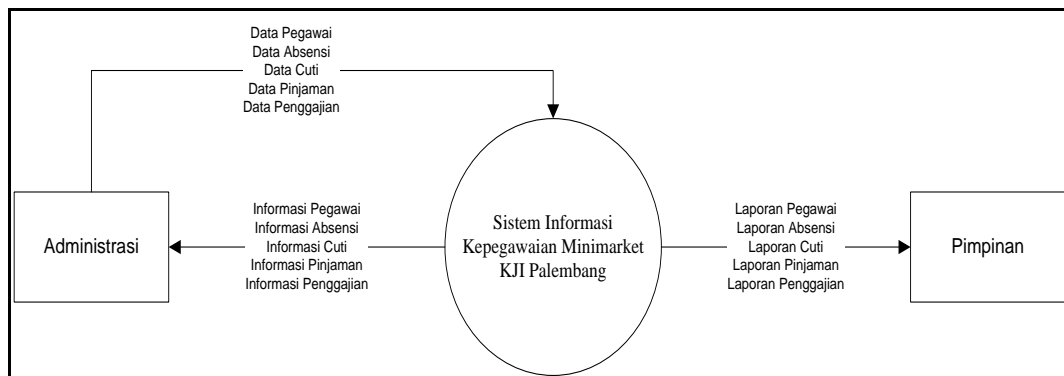 Data Pegawai
Data Absensi
Data Cuti
Data Pinjaman
Data Penggajian
Administrasi
Informasi Pegawai
Informasi Absensi
Informasi Cuti
Informasi Pinjaman
Informasi Penggajian
Sistem Informasi
Kepegawaian Minimarket
KJI Palembang
Laporan Pegawai
Laporan Absensi
Laporan Cuti
Laporan Pinjaman
Laporan Penggajian
Pimpinan